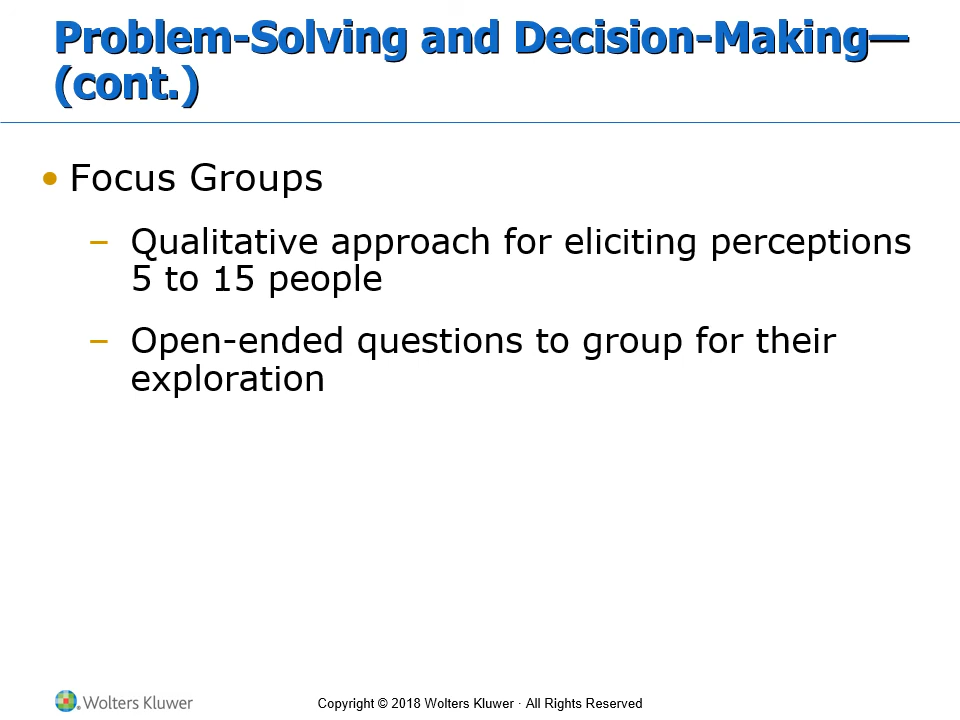 Problem-Solving and Decision-Making—
(cont.)
• Focus Groups
– Qualitative approach for eliciting perceptions
5 to 15 people
– Open-ended questions to group for their
exploration
Wolters Kluwer
Copyright © 2018 Wolters Kluwer · All Rights Reserved